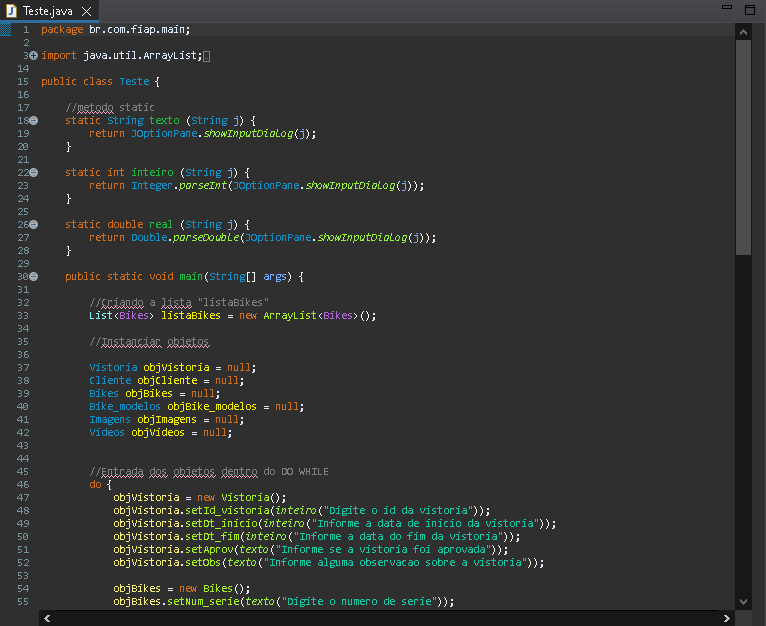 Teste.java
1 package br.com.fiap.main;
2
3 import java.util.ArrayList;
14
15 public class Teste {
16
17 //metodo static
18 static String texto (String j) {
19 return JOptionPane.showInputDialog(j);
20 }
21
22 static int inteiro (String j) {
23 return Integer.parseInt(JOptionPane.showInputDialog(j));
24 }
25
26 static double real (String j) {
27 return Double.parseDouble(JOptionPane.showInputDialog(j));
28 }
29
30 public static void main(String[] args) {
31
32 //Criando a lista "listaBikes"
33 List<Bikes> listaBikes = new ArrayList<Bikes>();
34
35 //Instanciar objetos
36
37 Vistoria objVistoria = null;
38 Cliente objCliente = null;
39 Bikes objBikes = null;
40 Bike_modelos objBike_modelos = null;
41 Imagens objImagens = null;
42 Videos objVideos = null;
43
44
45 //Entrada dos objetos dentro do DO WHILE
46 do {
47 objVistoria = new Vistoria();
48 objVistoria.setId_vistoria(inteiro("Digite o id da vistoria"));
49 objVistoria.setDt_inicio(inteiro("Informe a data de inicio da vistoria"));
50 objVistoria.setDt_fim(inteiro("Informe a data do fim da vistoria"));
51 objVistoria.setAprov(texto("Informe se a vistoria foi aprovada"));
52 objVistoria.setObs(texto("Informe alguma observacao sobre a vistoria"));
53
54 objBikes = new Bikes();
55 objBikes.setNum_serie(texto("Digite o numero de serie"));